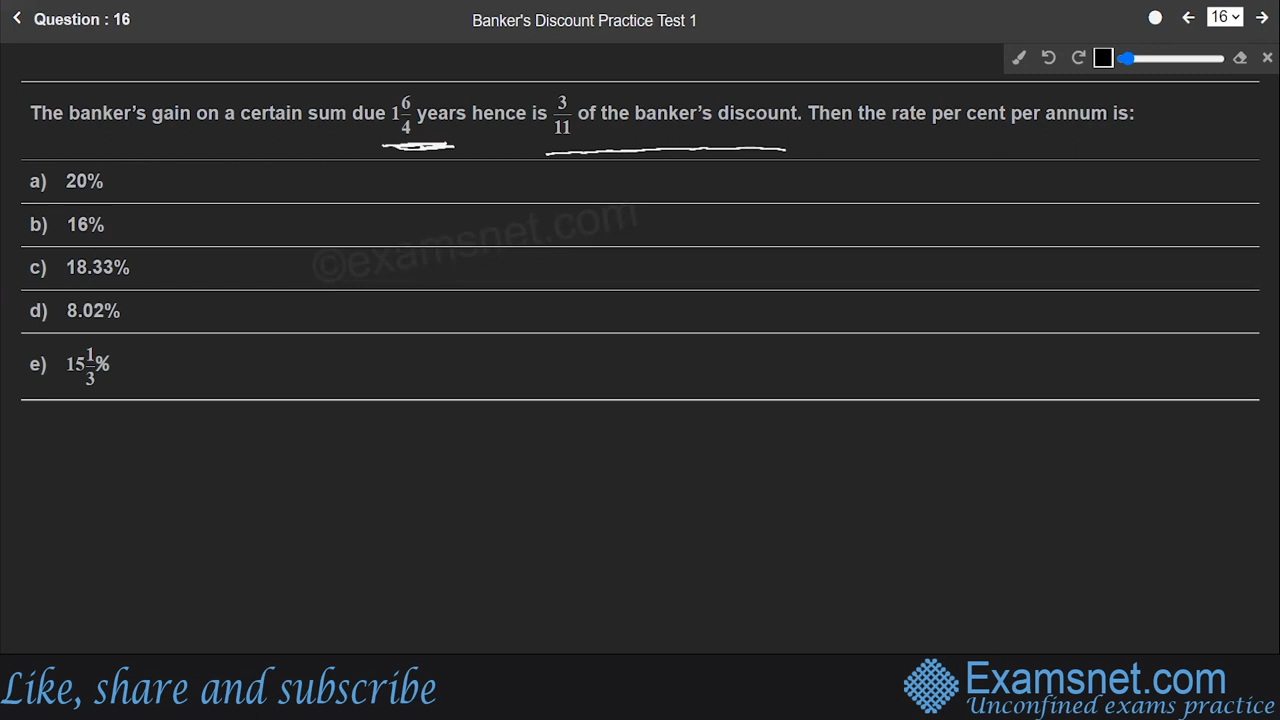 Question : 16
Banker's Discount Practice Test 1
16
The banker’s gain on a certain sum due 1 6/4 years hence is 3/11 of the banker’s discount. Then the rate per cent per annum is:
a) 20%
b) 16%
©examsnet.com
c) 18.33%
d) 8.02%
e) 15 1/3%
Like, share and subscribe
Examsnet.com
Unconfined exams practice